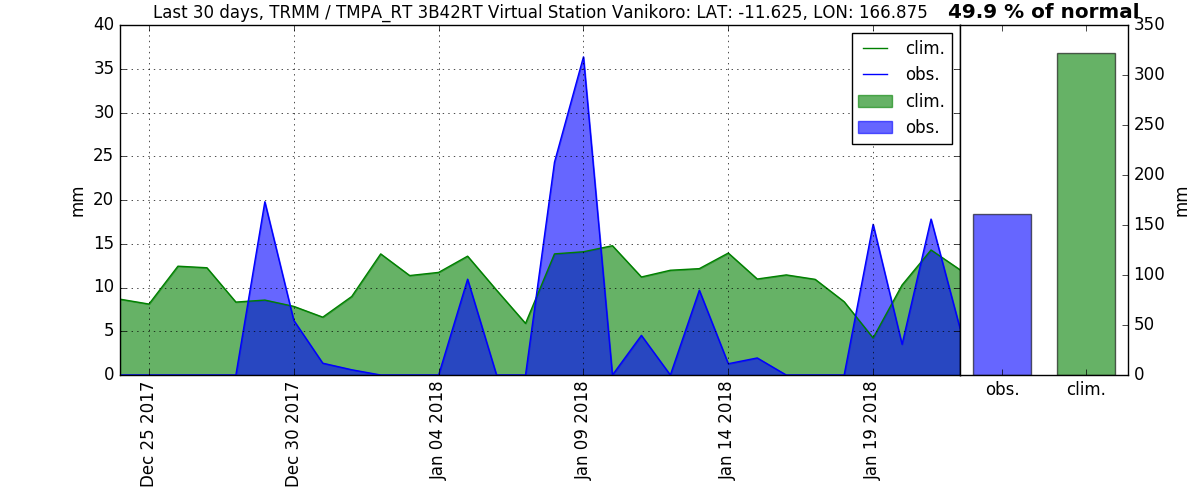 Last 30 days, TRMM / TMPA_RT 3B42RT Virtual Station Vanikoro: LAT: -11.625, LON: 166.875
49.9 % of normal
40
35
30
25
20
15
10
5
0
mm
clim.
obs.
clim.
obs.
Dec 25 2017
Dec 30 2017
Jan 04 2018
Jan 09 2018
Jan 14 2018
Jan 19 2018
350
300
250
200
150
100
50
0
mm
obs.
clim.